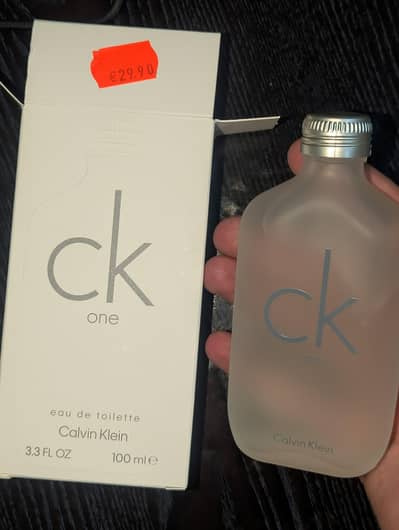 €29.90
ck
one
eau de toilette
Calvin Klein
3.3 FL OZ 100 ml ℮
ck
Calvin Klein